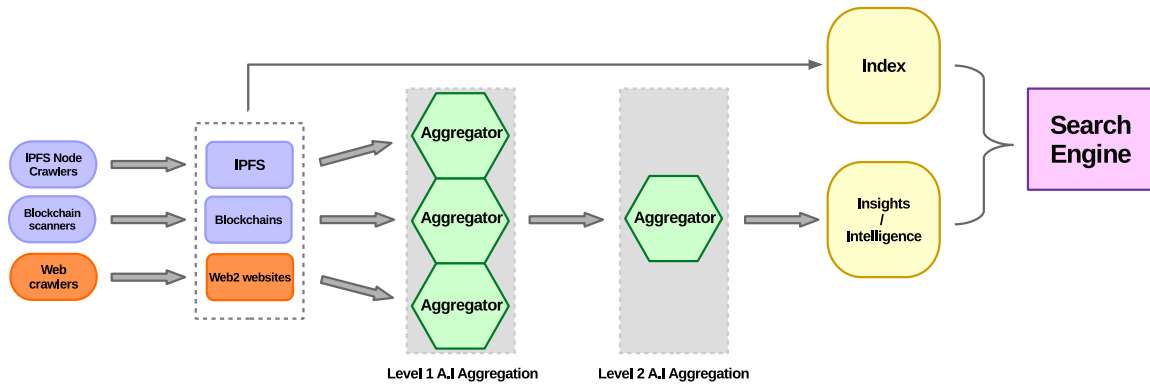 IPFS Node
Crawlers
Blockchain
scanners
Web
crawlers
IPFS
Blockchains
Web2 websites
Aggregator
Aggregator
Aggregator
Level 1 A.I Aggregation
Aggregator
Level 2 A.I Aggregation
Index
Insights
/
Intelligence
Search
Engine